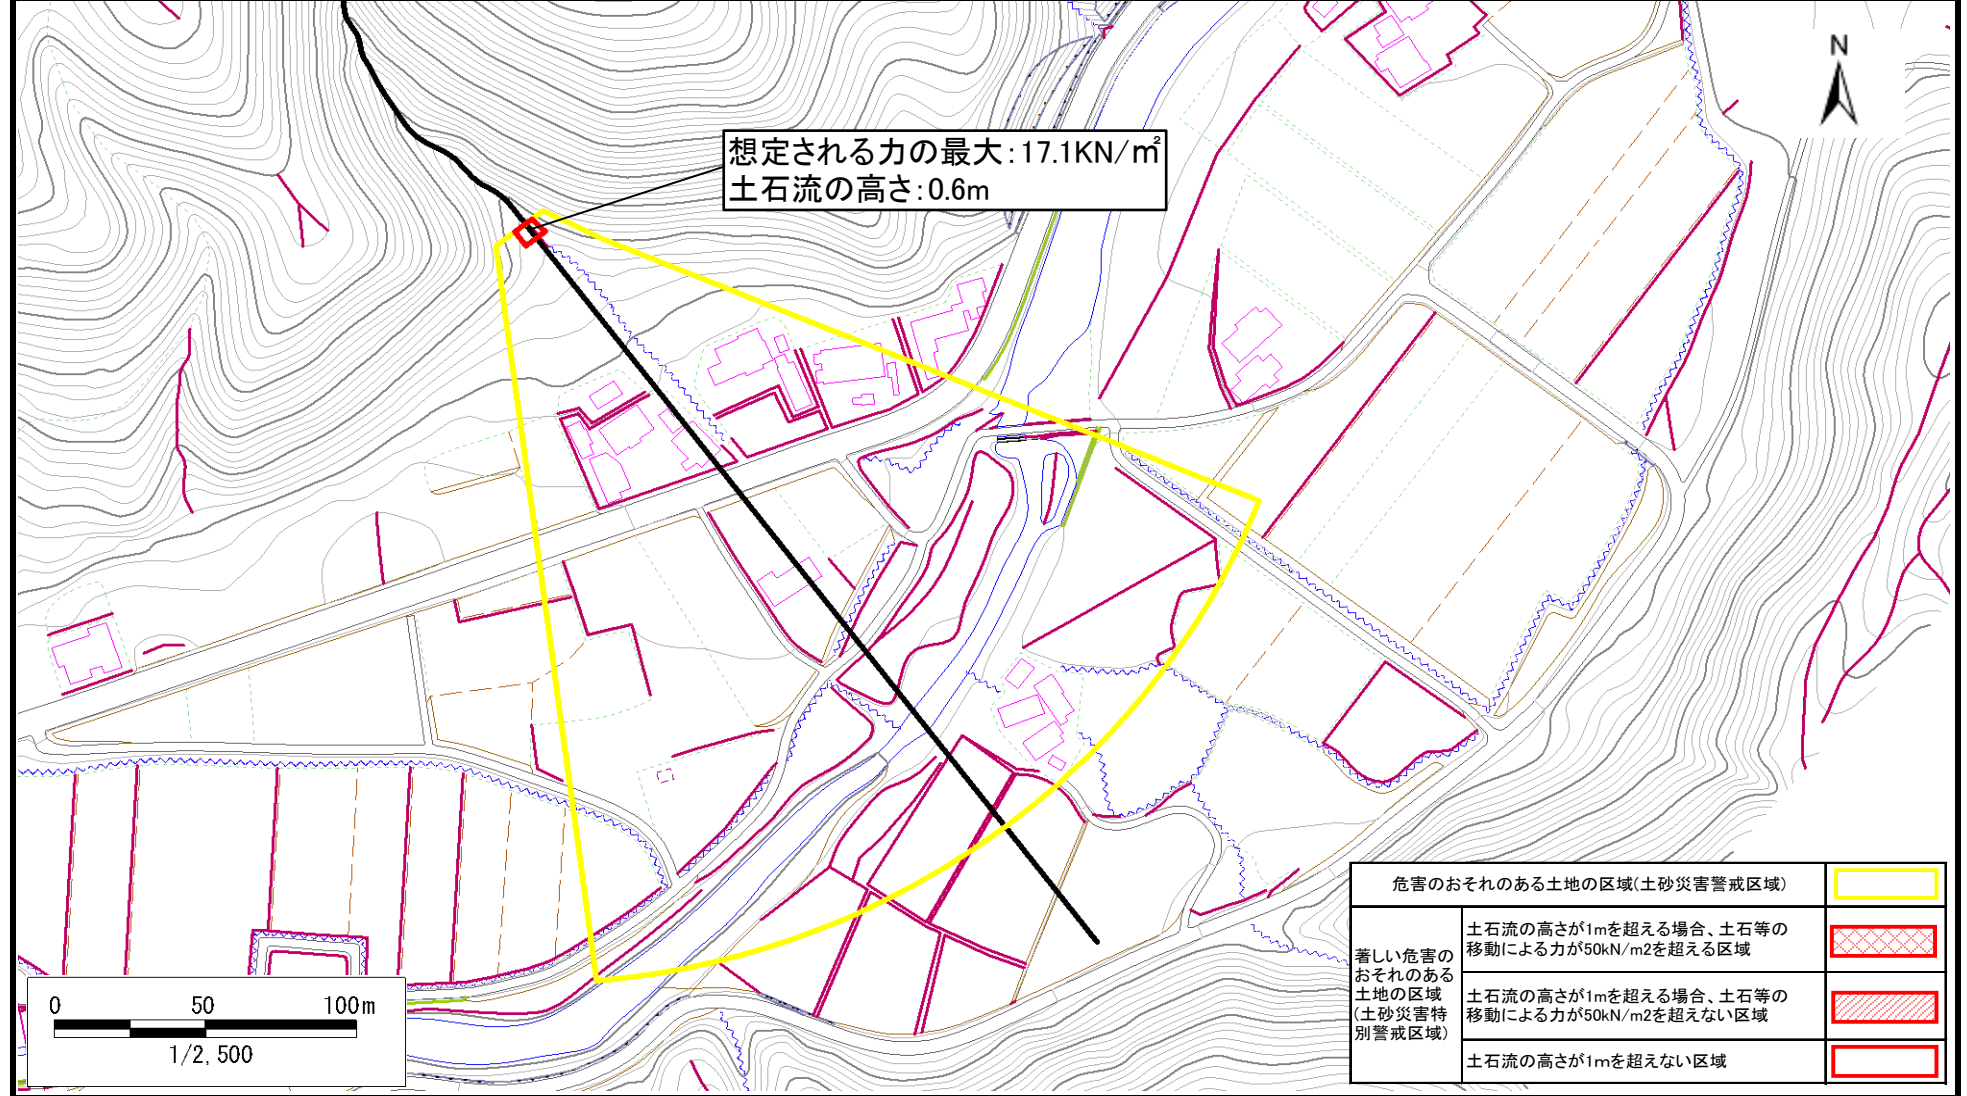 N
想定される力の最大:17.1KN/㎡
土石流の高さ:0.6m
危害のおそれのある土地の区域(土砂災害警戒区域)
著しい危害の
おそれのある
土地の区域
(土砂災害特
別警戒区域)
土石流の高さが1mを超える場合、土石等の
移動による力が50kN/m2を超える区域
土石流の高さが1mを超える場合、土石等の
移動による力が50kN/m2を超えない区域
土石流の高さが1mを超えない区域
0 50 100m
1/2,500